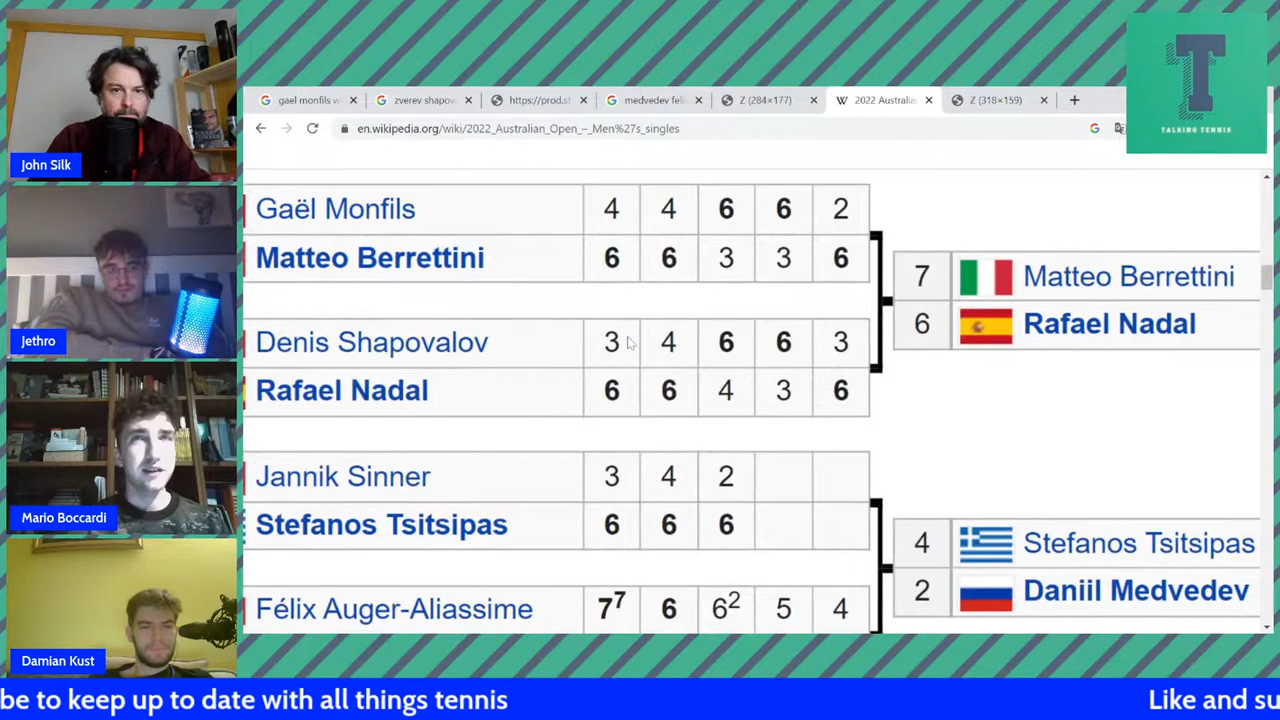 John Silk
Jethro
Mario Boccardi
Damian Kust
gael monfils w
zverev shapov
https://prod.s
medvedev feli
Z (284×177)
2022 Australia
Z (318×159)
en.wikipedia.org/wiki/2022_Australian_Open_–_Men%27s_singles
T
TALKING TENNIS
Gaël Monfils 4 4 6 6 2
Matteo Berrettini 6 6 3 3 6
Denis Shapovalov 3 4 6 6 3
Rafael Nadal 6 6 4 3 6
Jannik Sinner 3 4 2
Stefanos Tsitsipas 6 6 6
Félix Auger-Aliassime 7⁷ 6 6² 5 4
7 Matteo Berrettini
6 Rafael Nadal
4 Stefanos Tsitsipas
2 Daniil Medvedev
be to keep up to date with all things tennis
Like and su